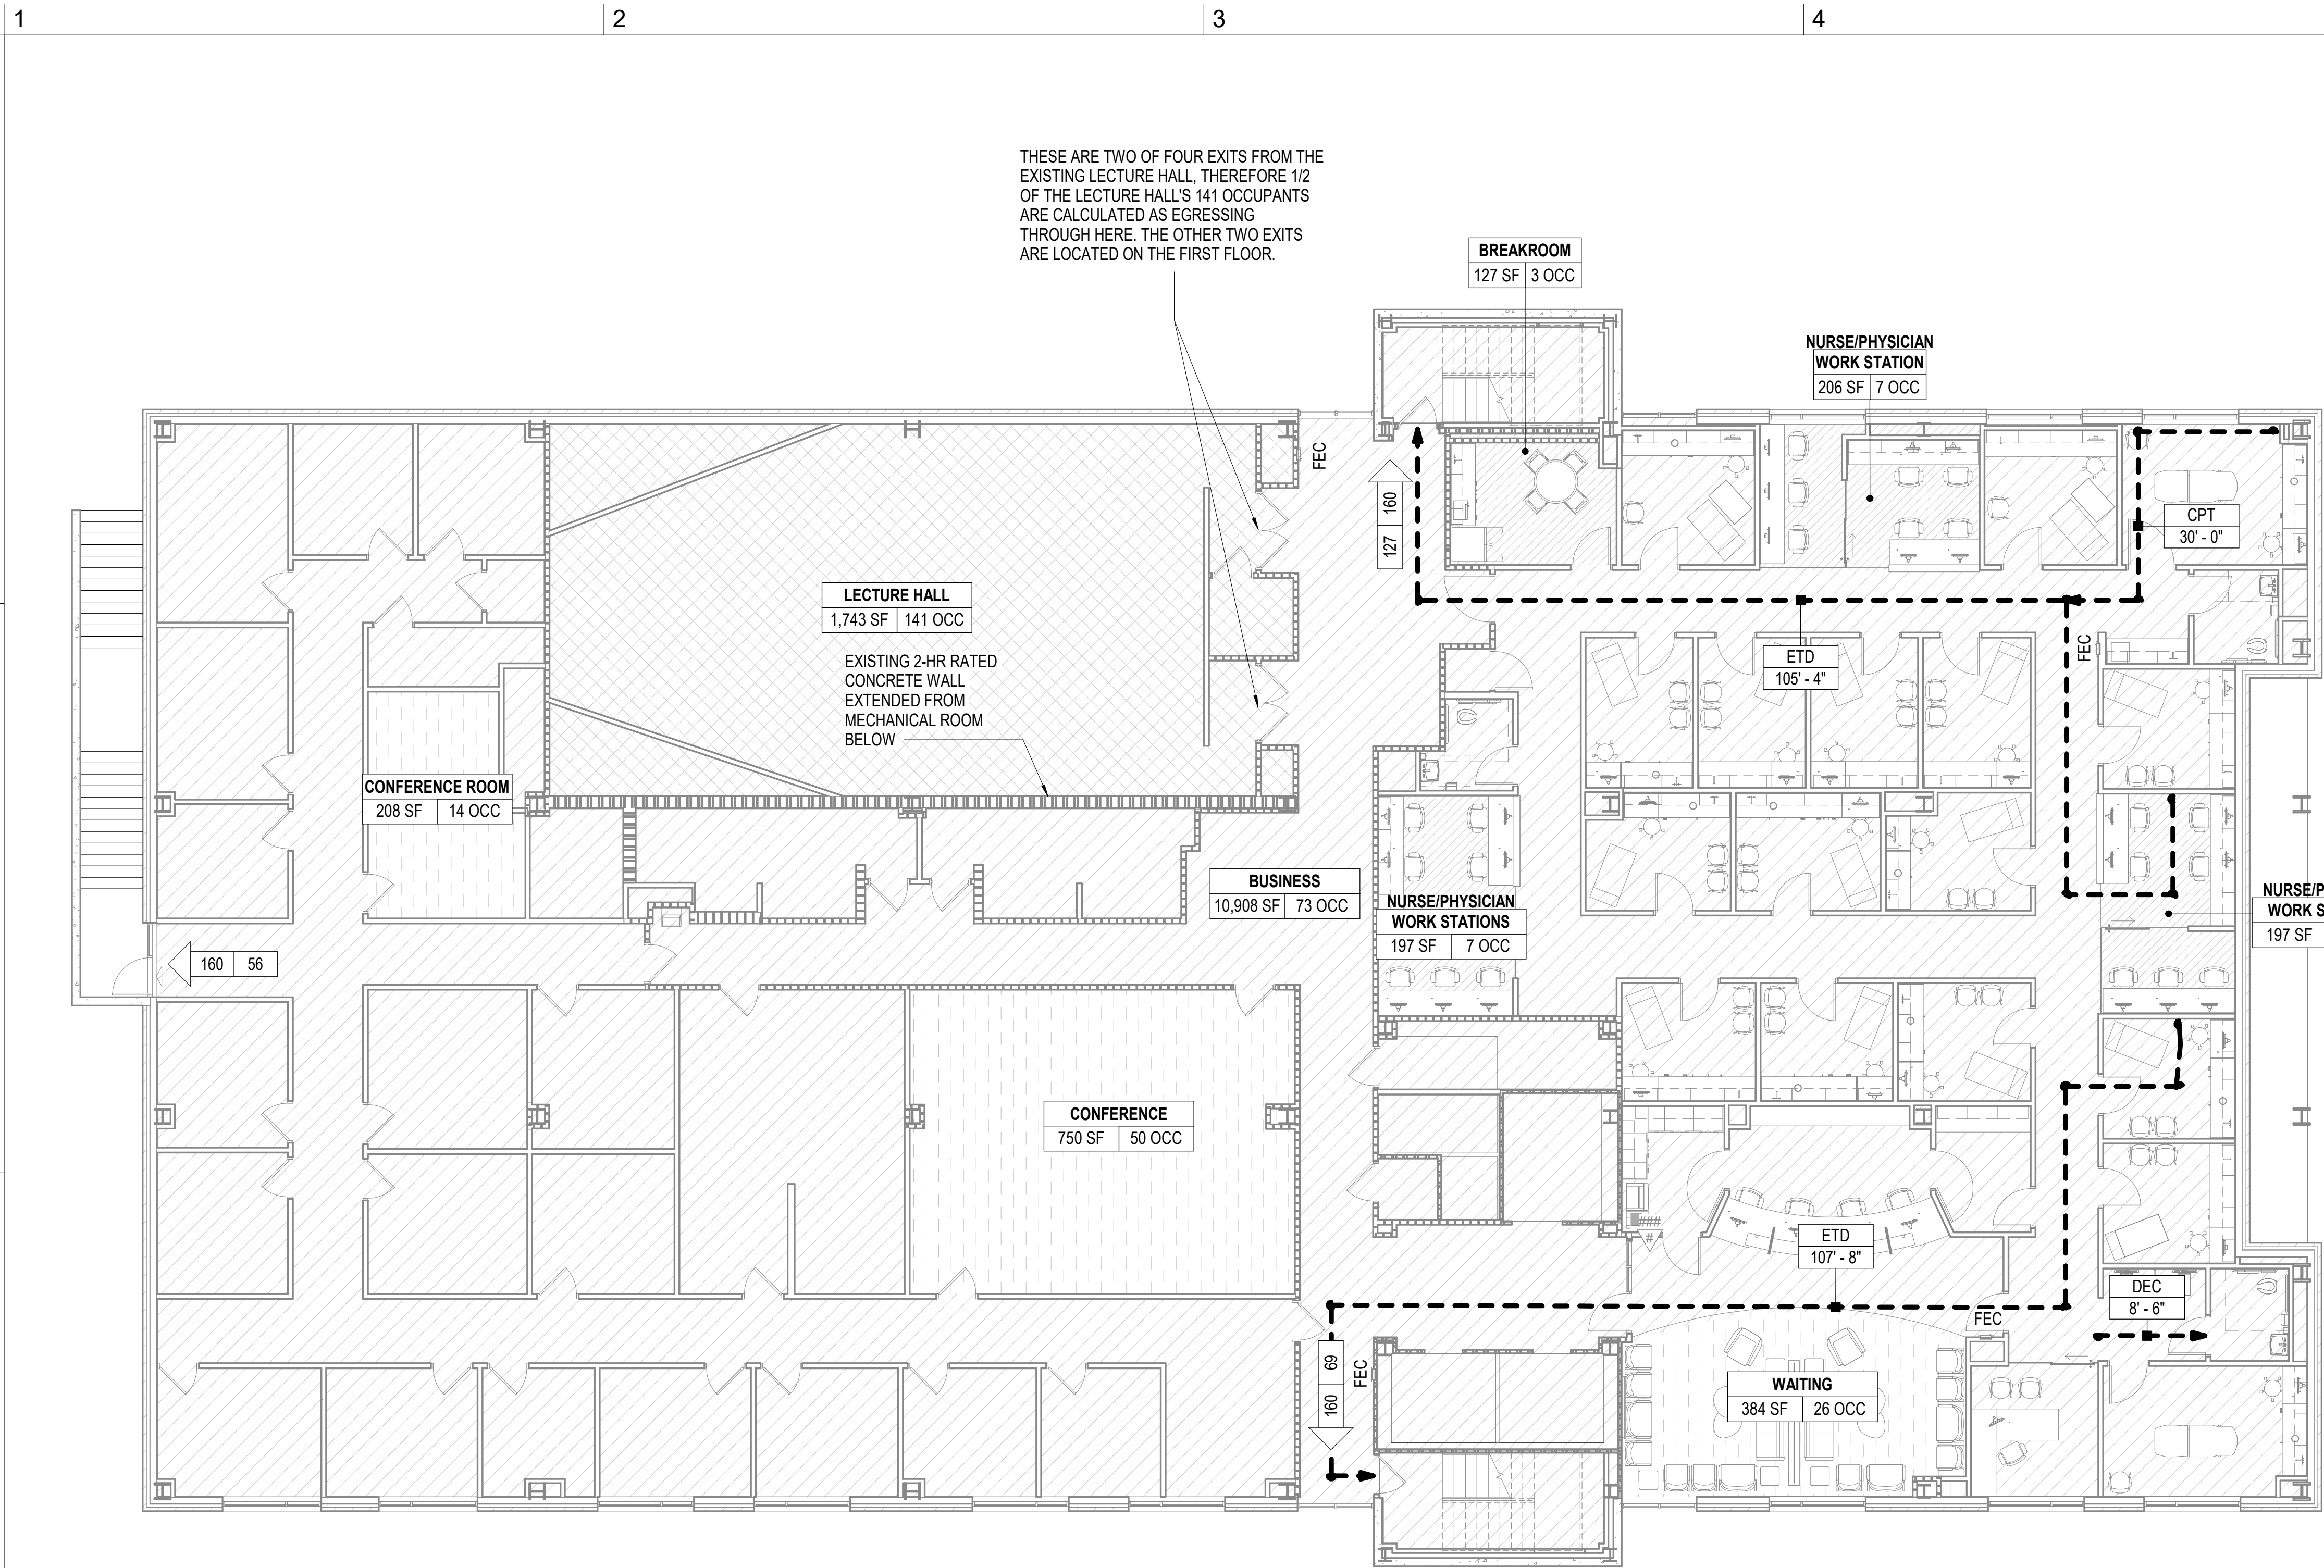 1
2
3
4
THESE ARE TWO OF FOUR EXITS FROM THE
EXISTING LECTURE HALL, THEREFORE 1/2
OF THE LECTURE HALL'S 141 OCCUPANTS
ARE CALCULATED AS EGRESSING
THROUGH HERE. THE OTHER TWO EXITS
ARE LOCATED ON THE FIRST FLOOR.
BREAKROOM
127 SF 3 OCC
NURSE/PHYSICIAN
WORK STATION
206 SF 7 OCC
FEC
127 160
CPT
30' - 0"
LECTURE HALL
1,743 SF 141 OCC
EXISTING 2-HR RATED
CONCRETE WALL
EXTENDED FROM
MECHANICAL ROOM
BELOW
ETD
105' - 4"
FEC
CONFERENCE ROOM
208 SF 14 OCC
BUSINESS
10,908 SF 73 OCC
NURSE/PHYSICIAN
WORK STATIONS
197 SF 7 OCC
NURSE/P
WORK S
197 SF
160 56
CONFERENCE
750 SF 50 OCC
###
#
ETD
107' - 8"
DEC
8' - 6"
FEC
160 69
FEC
WAITING
384 SF 26 OCC